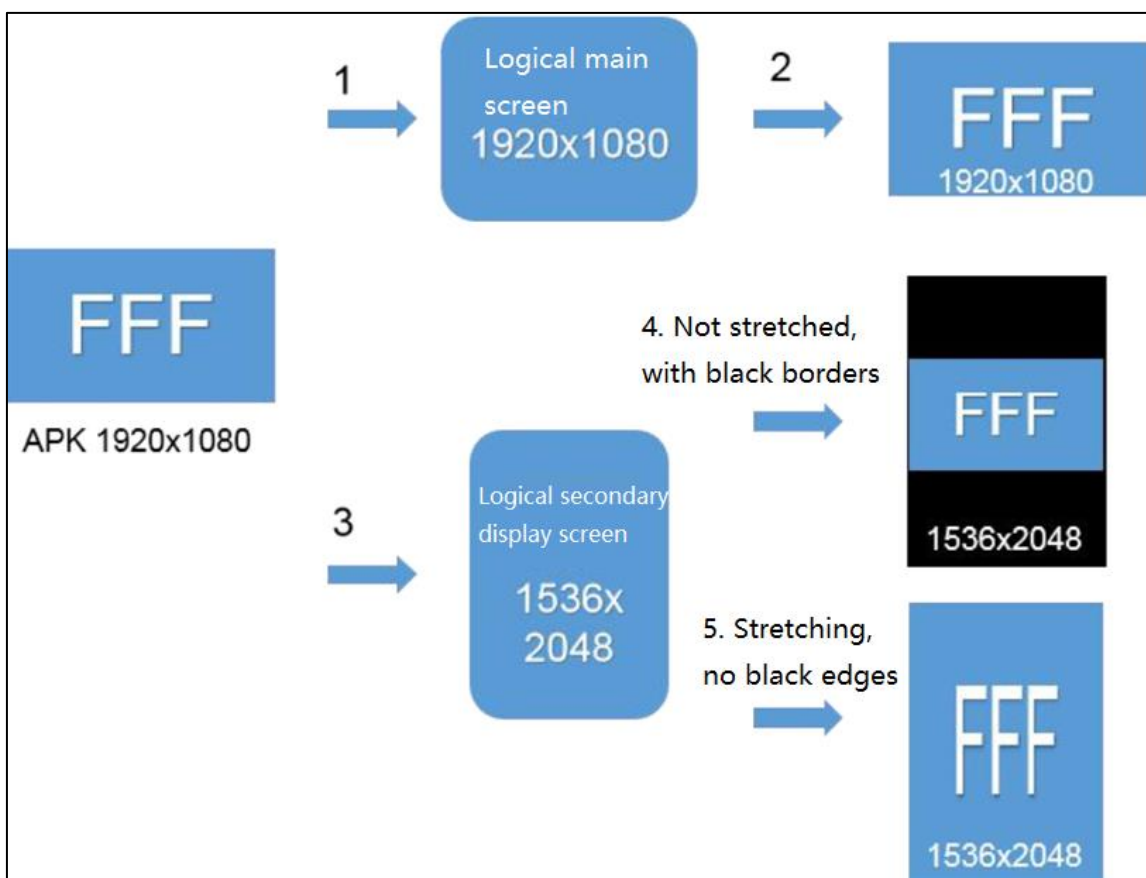 1
Logical main
screen
1920x1080
2
FFF
1920x1080
FFF
APK 1920x1080
3
Logical secondary
display screen
1536x
2048
4. Not stretched,
with black borders
FFF
1536x2048
5. Stretching,
no black edges
FFF
1536x2048